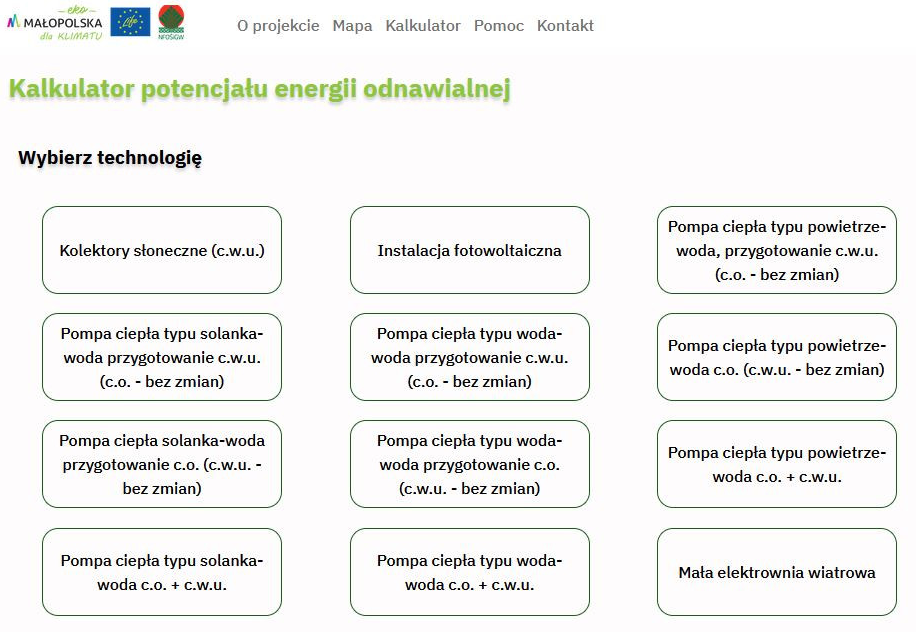 eko
MAŁOPOLSKA
dla KLIMATU
Life
NFOŚiGW
O projekcie Mapa Kalkulator Pomoc Kontakt
Kalkulator potencjału energii odnawialnej
Wybierz technologię
Kolektory słoneczne (c.w.u.)
Instalacja fotowoltaiczna
Pompa ciepła typu powietrze-
woda, przygotowanie c.w.u.
(c.o. - bez zmian)
Pompa ciepła typu solanka-
woda przygotowanie c.w.u.
(c.o. - bez zmian)
Pompa ciepła typu woda-
woda przygotowanie c.w.u.
(c.o. - bez zmian)
Pompa ciepła typu powietrze-
woda c.o. (c.w.u. - bez zmian)
Pompa ciepła solanka-woda
przygotowanie c.o. (c.w.u. -
bez zmian)
Pompa ciepła typu woda-
woda przygotowanie c.o.
(c.w.u. - bez zmian)
Pompa ciepła typu powietrze-
woda c.o. + c.w.u.
Pompa ciepła typu solanka-
woda c.o. + c.w.u.
Pompa ciepła typu woda-
woda c.o. + c.w.u.
Mała elektrownia wiatrowa